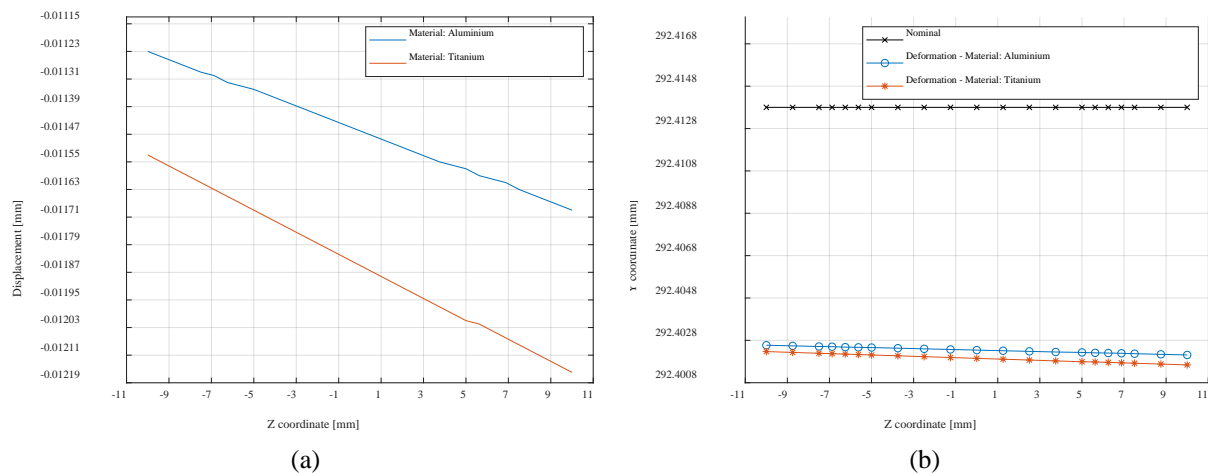 -0.01115
-0.01123
-0.01131
-0.01139
-0.01147
-0.01155
-0.01163
-0.01171
-0.01179
-0.01187
-0.01195
-0.01203
-0.01211
-0.01219
Displacement [mm]
Material: Aluminium
Material: Titanium
-11 -9 -7 -5 -3 -1 1 3 5 7 9 11
Z coordinate [mm]
(a)
292.4168
292.4148
292.4128
292.4108
292.4088
292.4068
292.4048
292.4028
292.4008
Y coordinate [mm]
Nominal
Deformation - Material: Aluminium
Deformation - Material: Titanium
-11 -9 -7 -5 -3 -1 1 3 5 7 9 11
Z coordinate [mm]
(b)